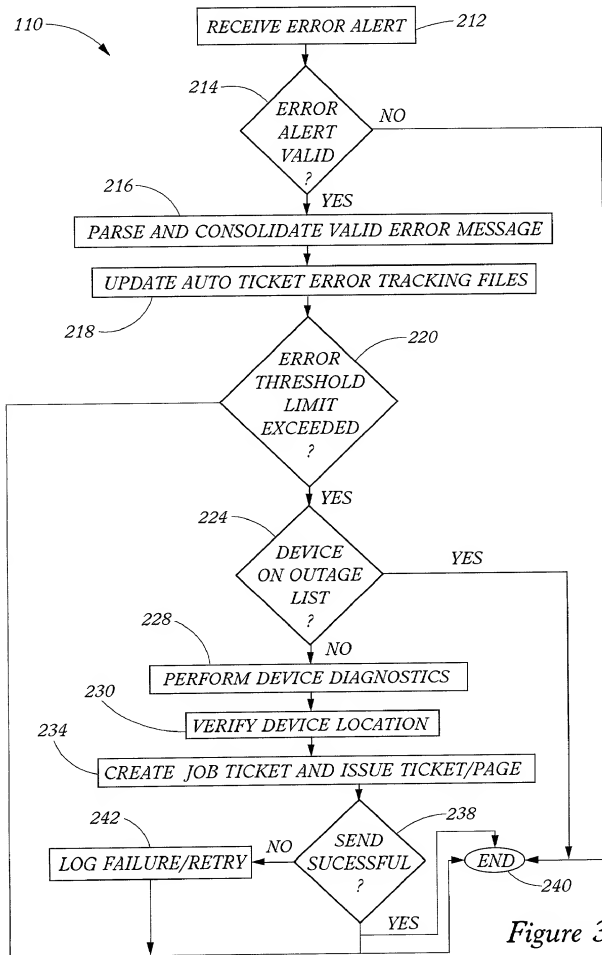 110
RECEIVE ERROR ALERT
212
214
ERROR
ALERT
VALID
?
NO
YES
216
PARSE AND CONSOLIDATE VALID ERROR MESSAGE
UPDATE AUTO TICKET ERROR TRACKING FILES
218
220
ERROR
THRESHOLD
LIMIT
EXCEEDED
?
YES
224
DEVICE
ON OUTAGE
LIST
?
YES
NO
228
PERFORM DEVICE DIAGNOSTICS
230
VERIFY DEVICE LOCATION
234
CREATE JOB TICKET AND ISSUE TICKET/PAGE
238
242
SEND
SUCESSFUL
?
NO
LOG FAILURE/RETRY
YES
END
240
Figure 3